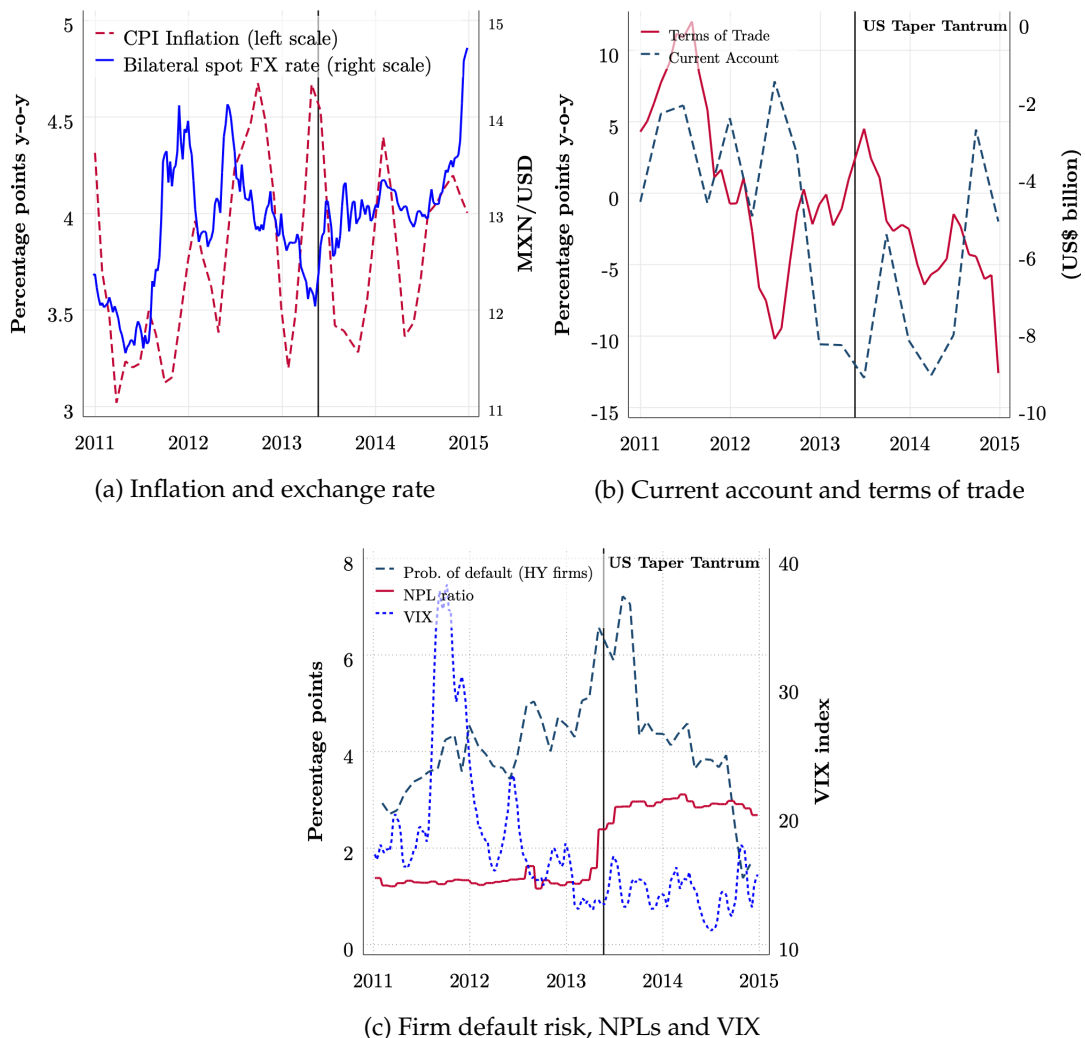 5
4.5
4
3.5
3
Percentage points y-o-y
CPI Inflation (left scale)
Bilateral spot FX rate (right scale)
15
14
13
12
11
MXN/USD
2011 2012 2013 2014 2015
(a) Inflation and exchange rate
10
5
0
-5
-10
-15
Percentage points y-o-y
Terms of Trade
Current Account
US Taper Tantrum
0
-2
-4
-6
-8
-10
(US$ billion)
2011 2012 2013 2014 2015
(b) Current account and terms of trade
8
6
4
2
0
Percentage points
Prob. of default (HY firms)
NPL ratio
VIX
US Taper Tantrum
40
30
20
10
VIX index
2011 2012 2013 2014 2015
(c) Firm default risk, NPLs and VIX